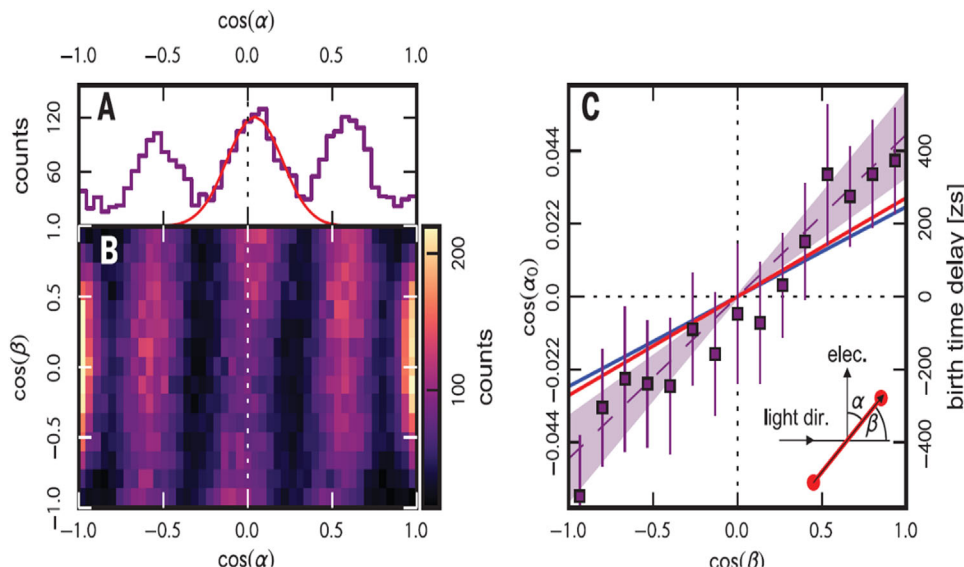 cos(α)
−1.0 −0.5 0.0 0.5 1.0
A
counts
120
60
1.0
B
cos(β)
0.5
0.0
−0.5
−1.0
−1.0 −0.5 0.0 0.5 1.0
cos(α)
200
100
counts
C
cos(α₀)
0.044
0.022
0.0
−0.022
−0.044
400
200
0
−200
−400
birth time delay [zs]
elec.
α
β
light dir.
−1.0 −0.5 0.0 0.5 1.0
cos(β)